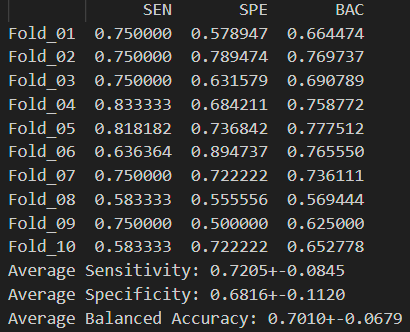 SEN SPE BAC
Fold_01 0.750000 0.578947 0.664474
Fold_02 0.750000 0.789474 0.769737
Fold_03 0.750000 0.631579 0.690789
Fold_04 0.833333 0.684211 0.758772
Fold_05 0.818182 0.736842 0.777512
Fold_06 0.636364 0.894737 0.765550
Fold_07 0.750000 0.722222 0.736111
Fold_08 0.583333 0.555556 0.569444
Fold_09 0.750000 0.500000 0.625000
Fold_10 0.583333 0.722222 0.652778
Average Sensitivity: 0.7205+-0.0845
Average Specificity: 0.6816+-0.1120
Average Balanced Accuracy: 0.7010+-0.0679